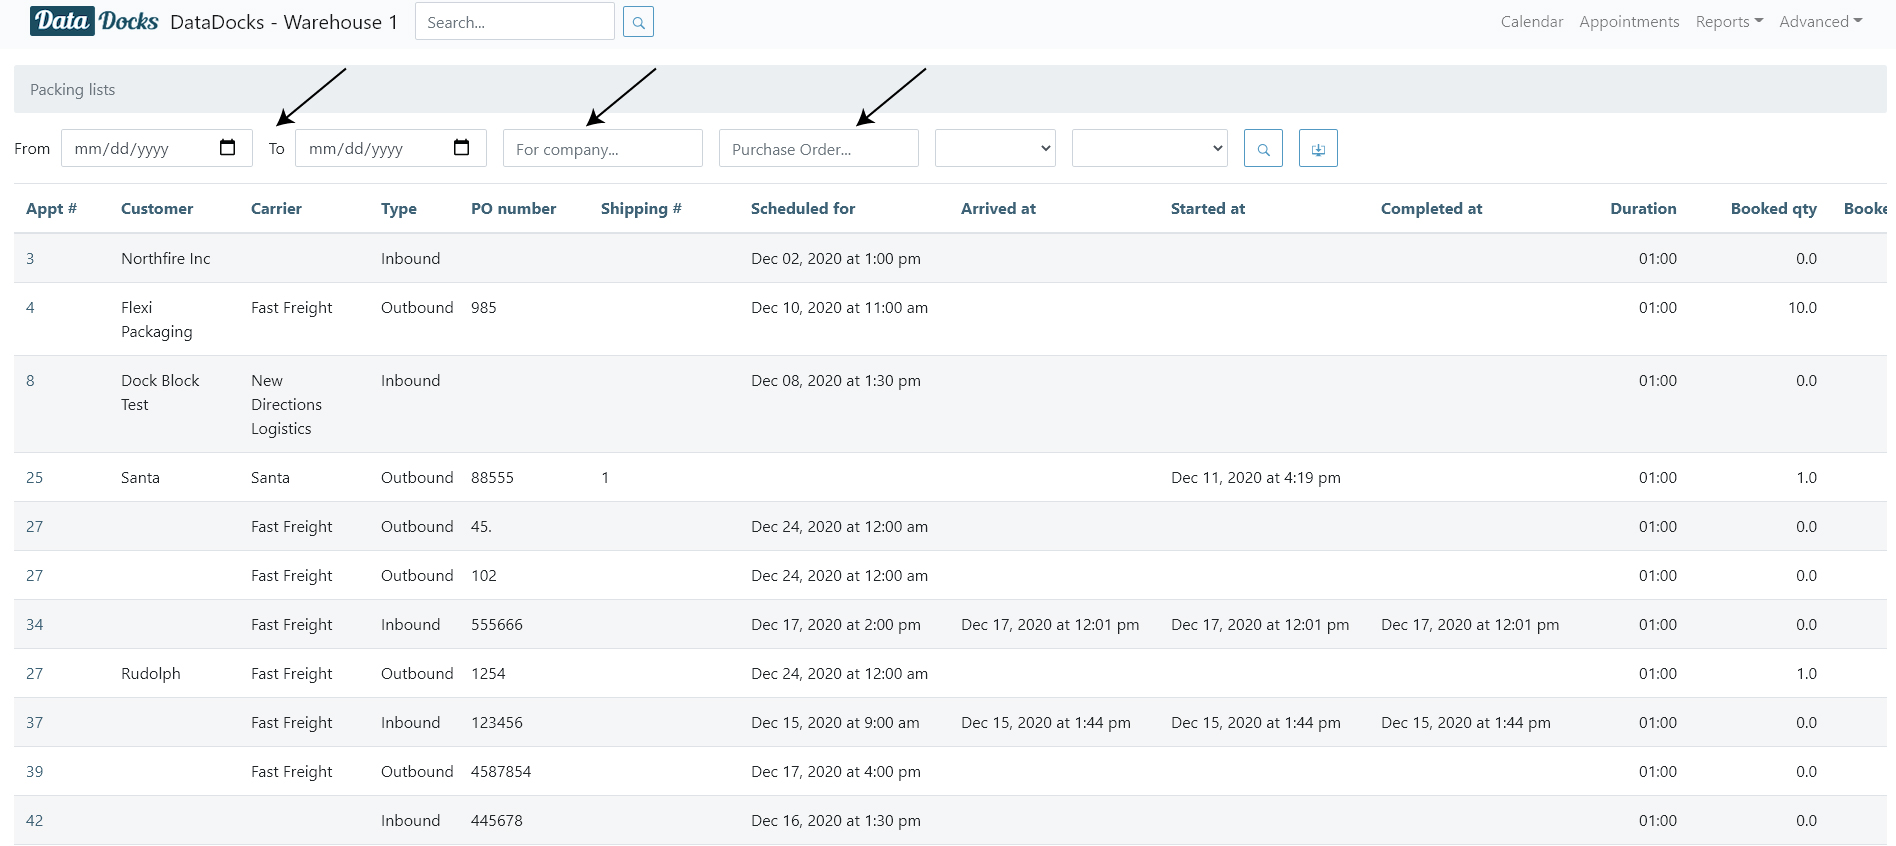 Data Docks DataDocks - Warehouse 1 Search... Calendar Appointments Reports Advanced
Packing lists
From mm/dd/yyyy To mm/dd/yyyy For company... Purchase Order...
Appt # Customer Carrier Type PO number Shipping # Scheduled for Arrived at Started at Completed at Duration Booked qty Booke
3 Northfire Inc Inbound Dec 02, 2020 at 1:00 pm 01:00 0.0
4 Flexi Packaging Fast Freight Outbound 985 Dec 10, 2020 at 11:00 am 01:00 10.0
8 Dock Block Test New Directions Logistics Inbound Dec 08, 2020 at 1:30 pm 01:00 0.0
25 Santa Santa Outbound 88555 1 Dec 11, 2020 at 4:19 pm 01:00 1.0
27 Fast Freight Outbound 45. Dec 24, 2020 at 12:00 am 01:00 0.0
27 Fast Freight Outbound 102 Dec 24, 2020 at 12:00 am 01:00 0.0
34 Fast Freight Inbound 555666 Dec 17, 2020 at 2:00 pm Dec 17, 2020 at 12:01 pm Dec 17, 2020 at 12:01 pm Dec 17, 2020 at 12:01 pm 01:00 0.0
27 Rudolph Fast Freight Outbound 1254 Dec 24, 2020 at 12:00 am 01:00 1.0
37 Fast Freight Inbound 123456 Dec 15, 2020 at 9:00 am Dec 15, 2020 at 1:44 pm Dec 15, 2020 at 1:44 pm Dec 15, 2020 at 1:44 pm 01:00 0.0
39 Fast Freight Outbound 4587854 Dec 17, 2020 at 4:00 pm 01:00 0.0
42 Inbound 445678 Dec 16, 2020 at 1:30 pm 01:00 0.0